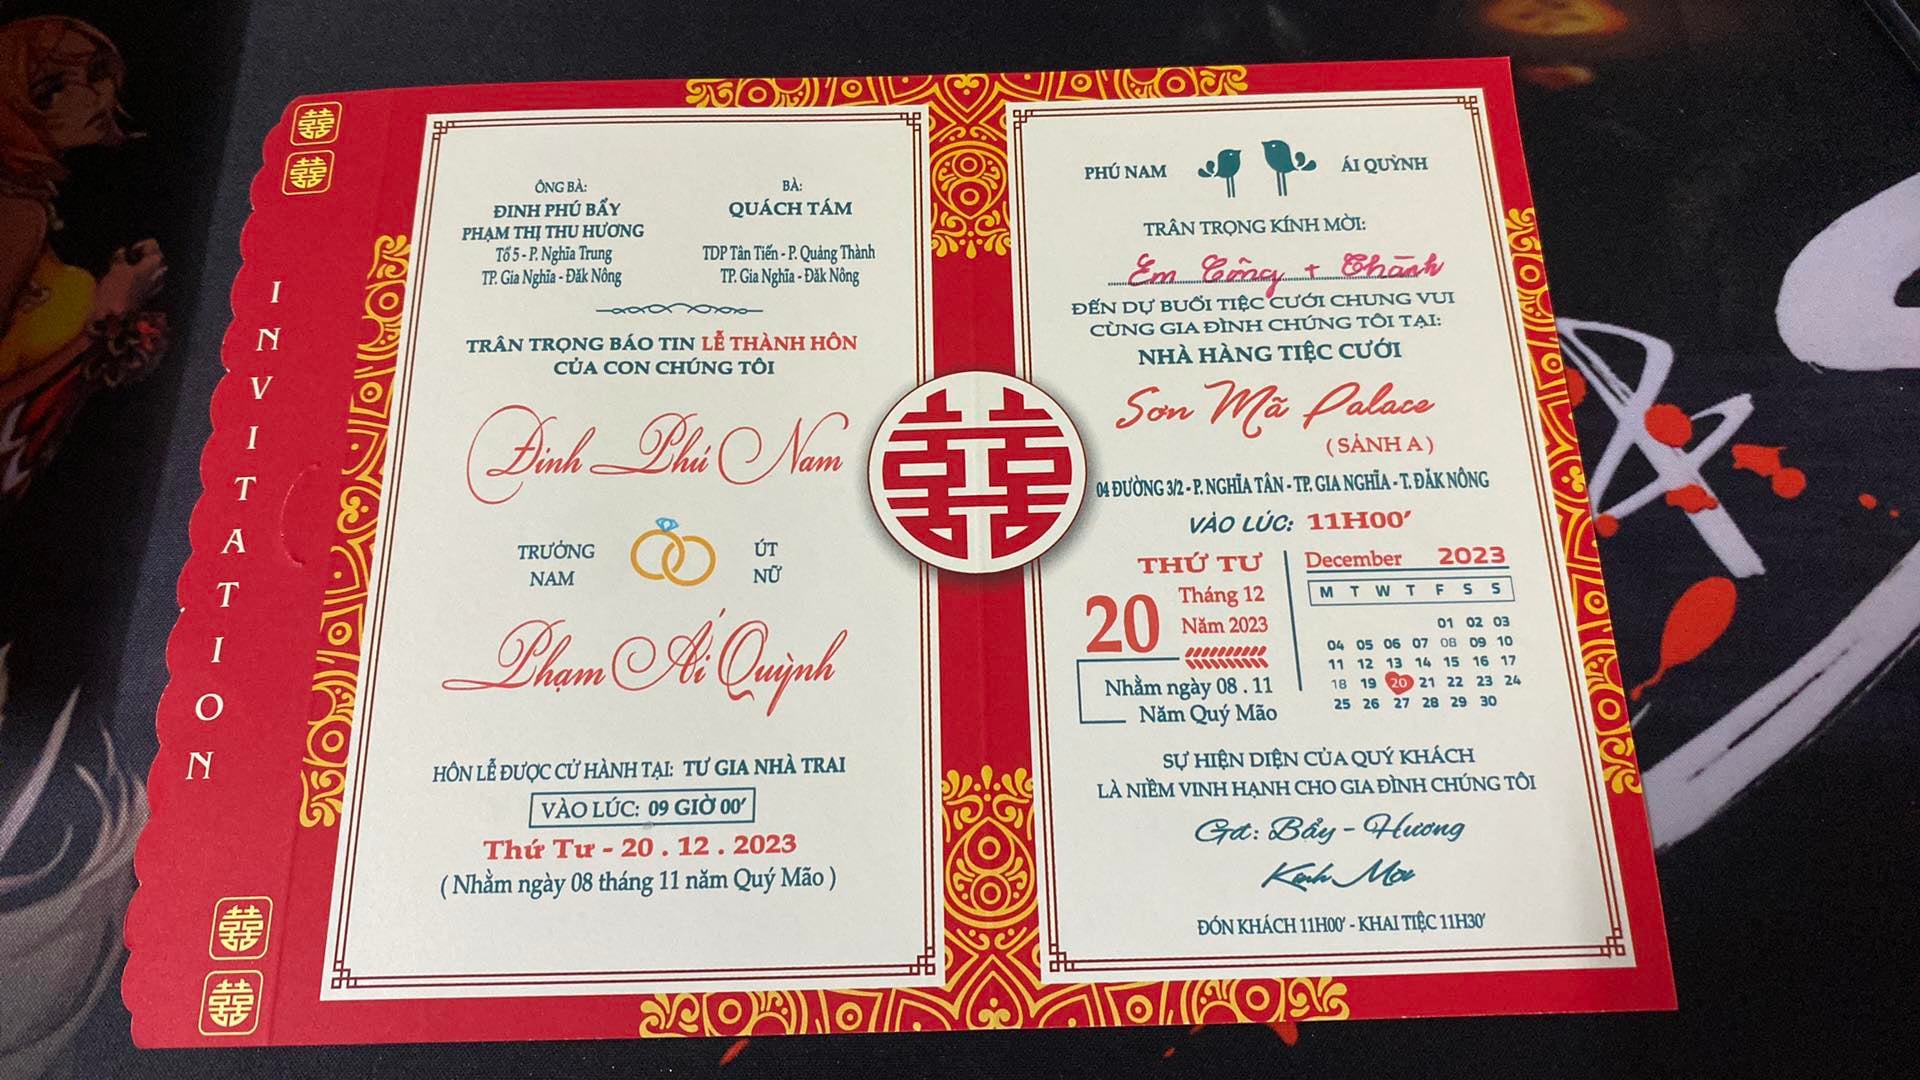 INVITATION
ÔNG BÀ:
ĐINH PHÚ BẨY
PHẠM THỊ THU HƯƠNG
Tổ 5 - P. Nghĩa Trung
TP. Gia Nghĩa - Đăk Nông
BÀ:
QUÁCH TÁM
TDP Tân Tiến - P. Quảng Thành
TP. Gia Nghĩa - Đăk Nông
TRÂN TRỌNG BÁO TIN LỄ THÀNH HÔN
CỦA CON CHÚNG TÔI
Đinh Phú Nam
TRƯỞNG
NAM
ÚT
NỮ
Phạm Ái Quỳnh
HÔN LỄ ĐƯỢC CỬ HÀNH TẠI: TƯ GIA NHÀ TRAI
VÀO LÚC: 09 GIỜ 00'
Thứ Tư - 20 . 12 . 2023
( Nhằm ngày 08 tháng 11 năm Quý Mão )
囍
PHÚ NAM
ÁI QUỲNH
TRÂN TRỌNG KÍNH MỜI:
Em Công + Thành
ĐẾN DỰ BUỔI TIỆC CƯỚI CHUNG VUI
CÙNG GIA ĐÌNH CHÚNG TÔI TẠI:
NHÀ HÀNG TIỆC CƯỚI
Sơn Mã Palace
( SẢNH A )
04 ĐƯỜNG 3/2 - P. NGHĨA TÂN - TP. GIA NGHĨA - T. ĐĂK NÔNG
VÀO LÚC: 11H00'
THỨ TƯ
20
Tháng 12
Năm 2023
Nhằm ngày 08 . 11
Năm Quý Mão
December 2023
M T W T F S S
01 02 03
04 05 06 07 08 09 10
11 12 13 14 15 16 17
18 19 20 21 22 23 24
25 26 27 28 29 30
SỰ HIỆN DIỆN CỦA QUÝ KHÁCH
LÀ NIỀM VINH HẠNH CHO GIA ĐÌNH CHÚNG TÔI
Gđ: Bẩy - Hương
Kính Mời
ĐÓN KHÁCH 11H00' - KHAI TIỆC 11H30'